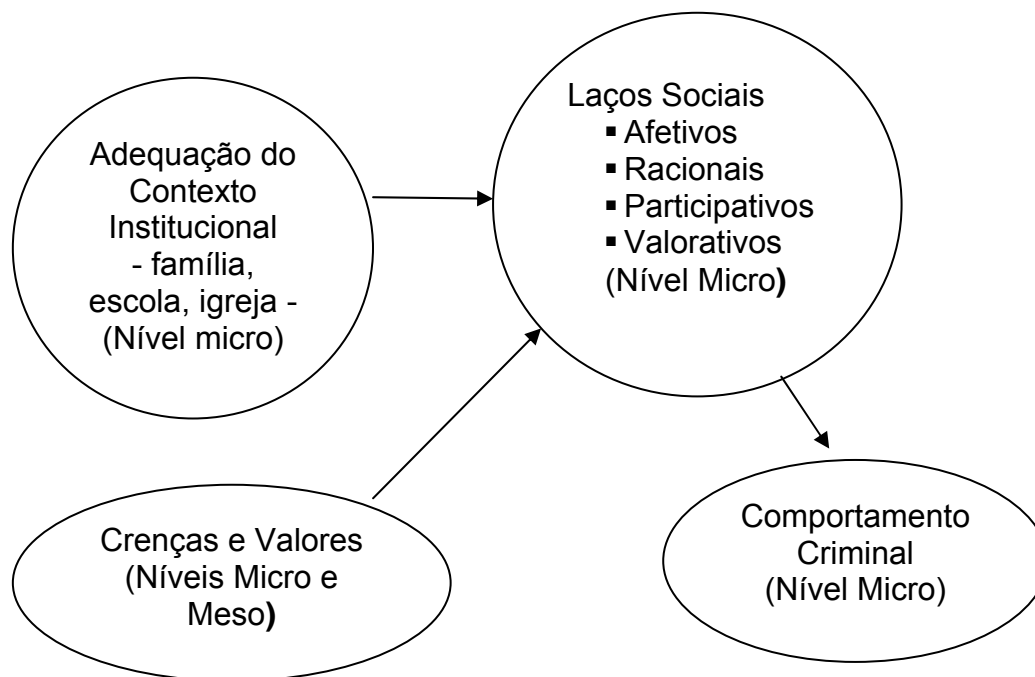 Adequação do
Contexto
Institucional
- família,
escola, igreja -
(Nível micro)
Laços Sociais
▪ Afetivos
▪ Racionais
▪ Participativos
▪ Valorativos
(Nível Micro)
Crenças e Valores
(Níveis Micro e
Meso)
Comportamento
Criminal
(Nível Micro)